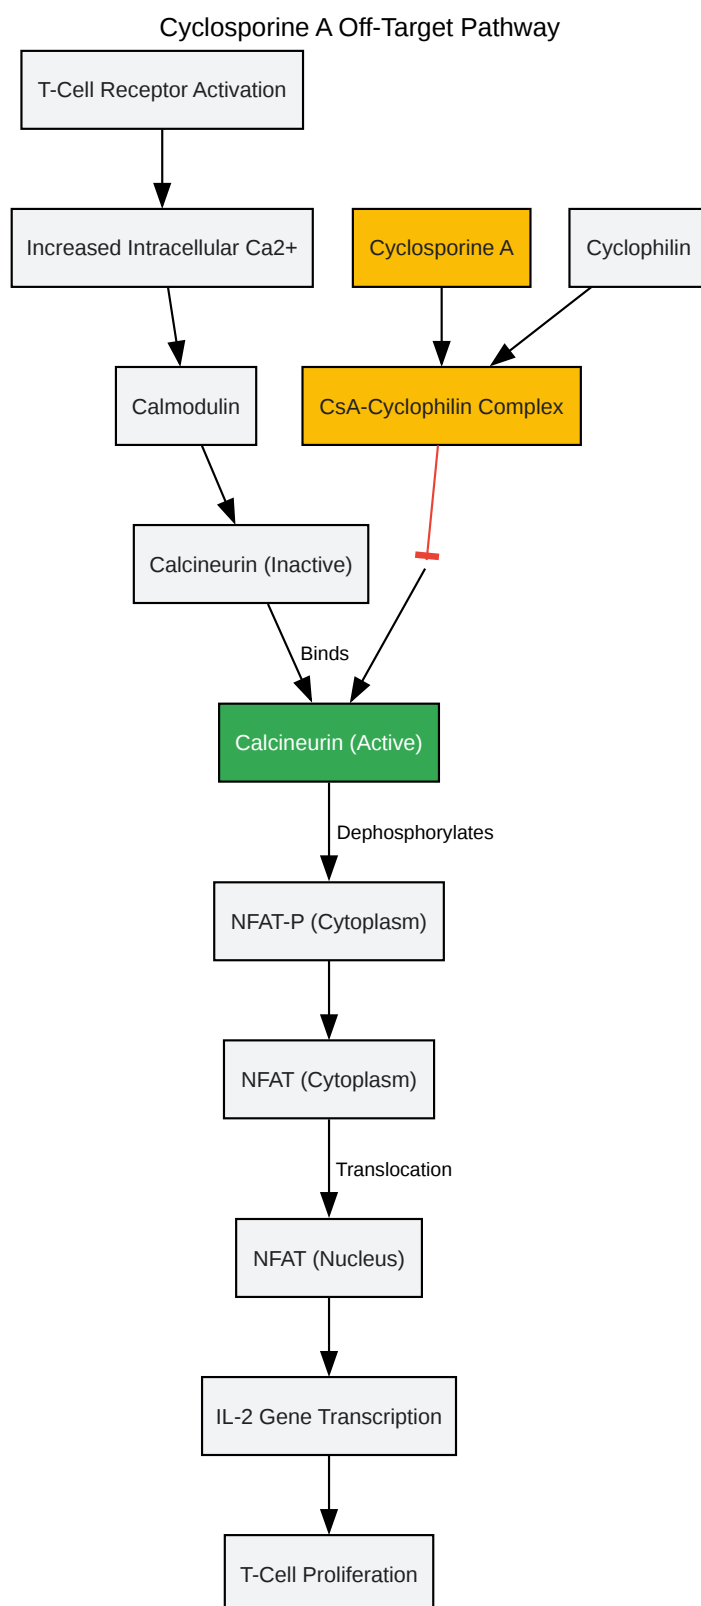 Cyclosporine A Off-Target Pathway
T-Cell Receptor Activation
Increased Intracellular Ca2+
Cyclosporine A
Cyclophilin
Calmodulin
CsA-Cyclophilin Complex
Calcineurin (Inactive)
Binds
Calcineurin (Active)
Dephosphorylates
NFAT-P (Cytoplasm)
NFAT (Cytoplasm)
Translocation
NFAT (Nucleus)
IL-2 Gene Transcription
T-Cell Proliferation